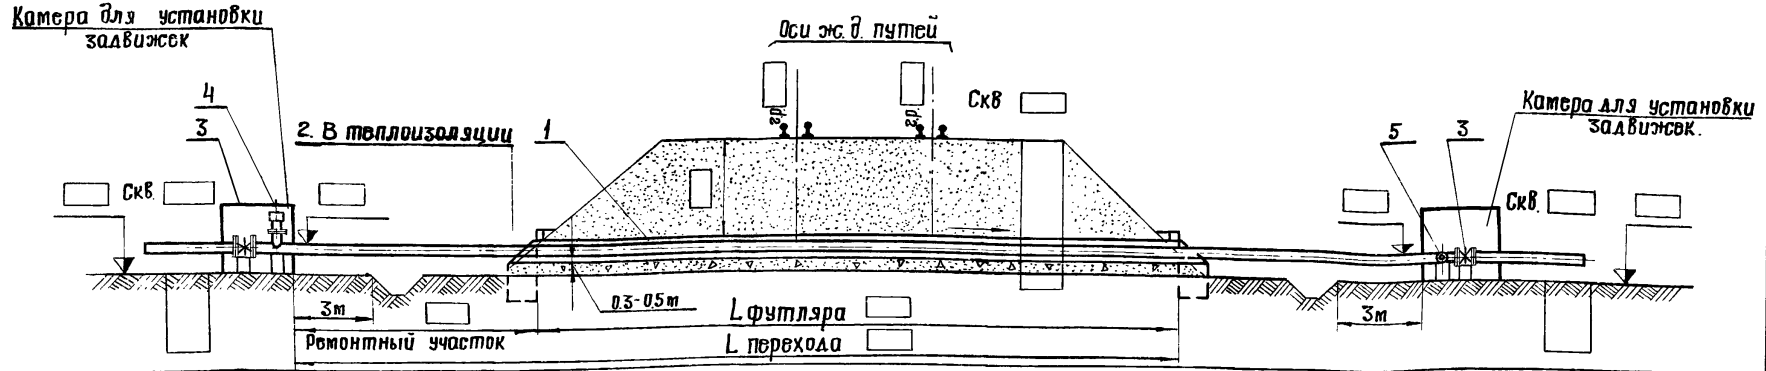 Камера для установки
задвижек
Оси ж.д. путей
4
3
2. В теплоизоляции
1
Скв
Камера для установки
задвижек.
5
3
Скв.
Скв.
0.3-0.5м
3м
L футляра
3м
Ремонтный участок
L перехода